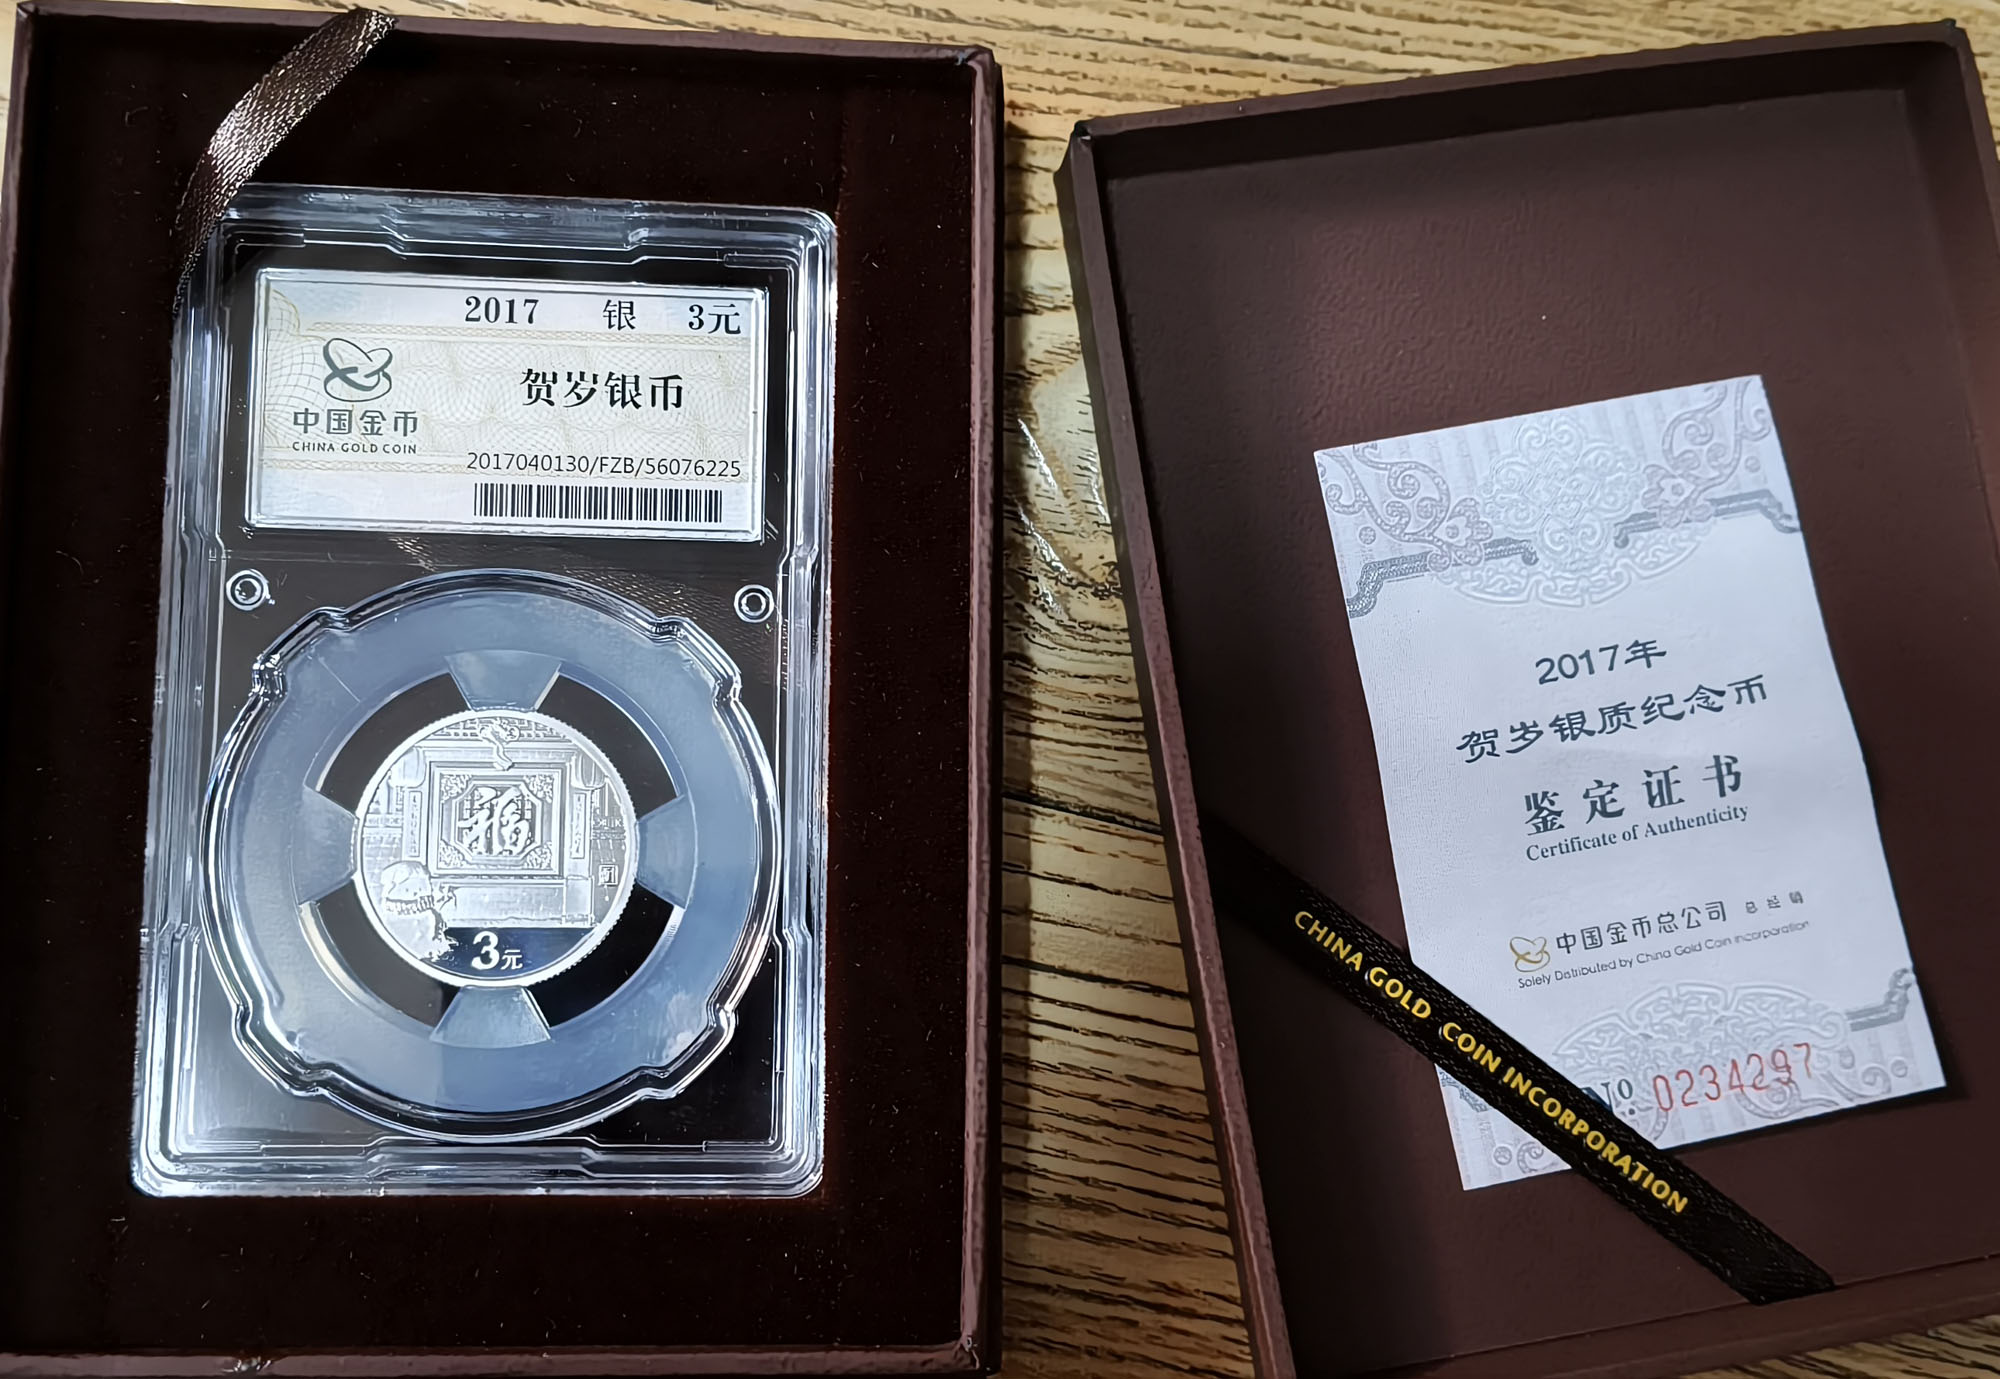 2017 银 3元
中国金币
CHINA GOLD COIN
贺岁银币
2017040130/FZB/56076225
福
3元
2017年
贺岁银质纪念币
鉴定证书
Certificate of Authenticity
中国金币总公司 总经销
Solely Distributed by China Gold Coin Incorporation
Nº. 0234297
CHINA GOLD COIN INCORPORATION